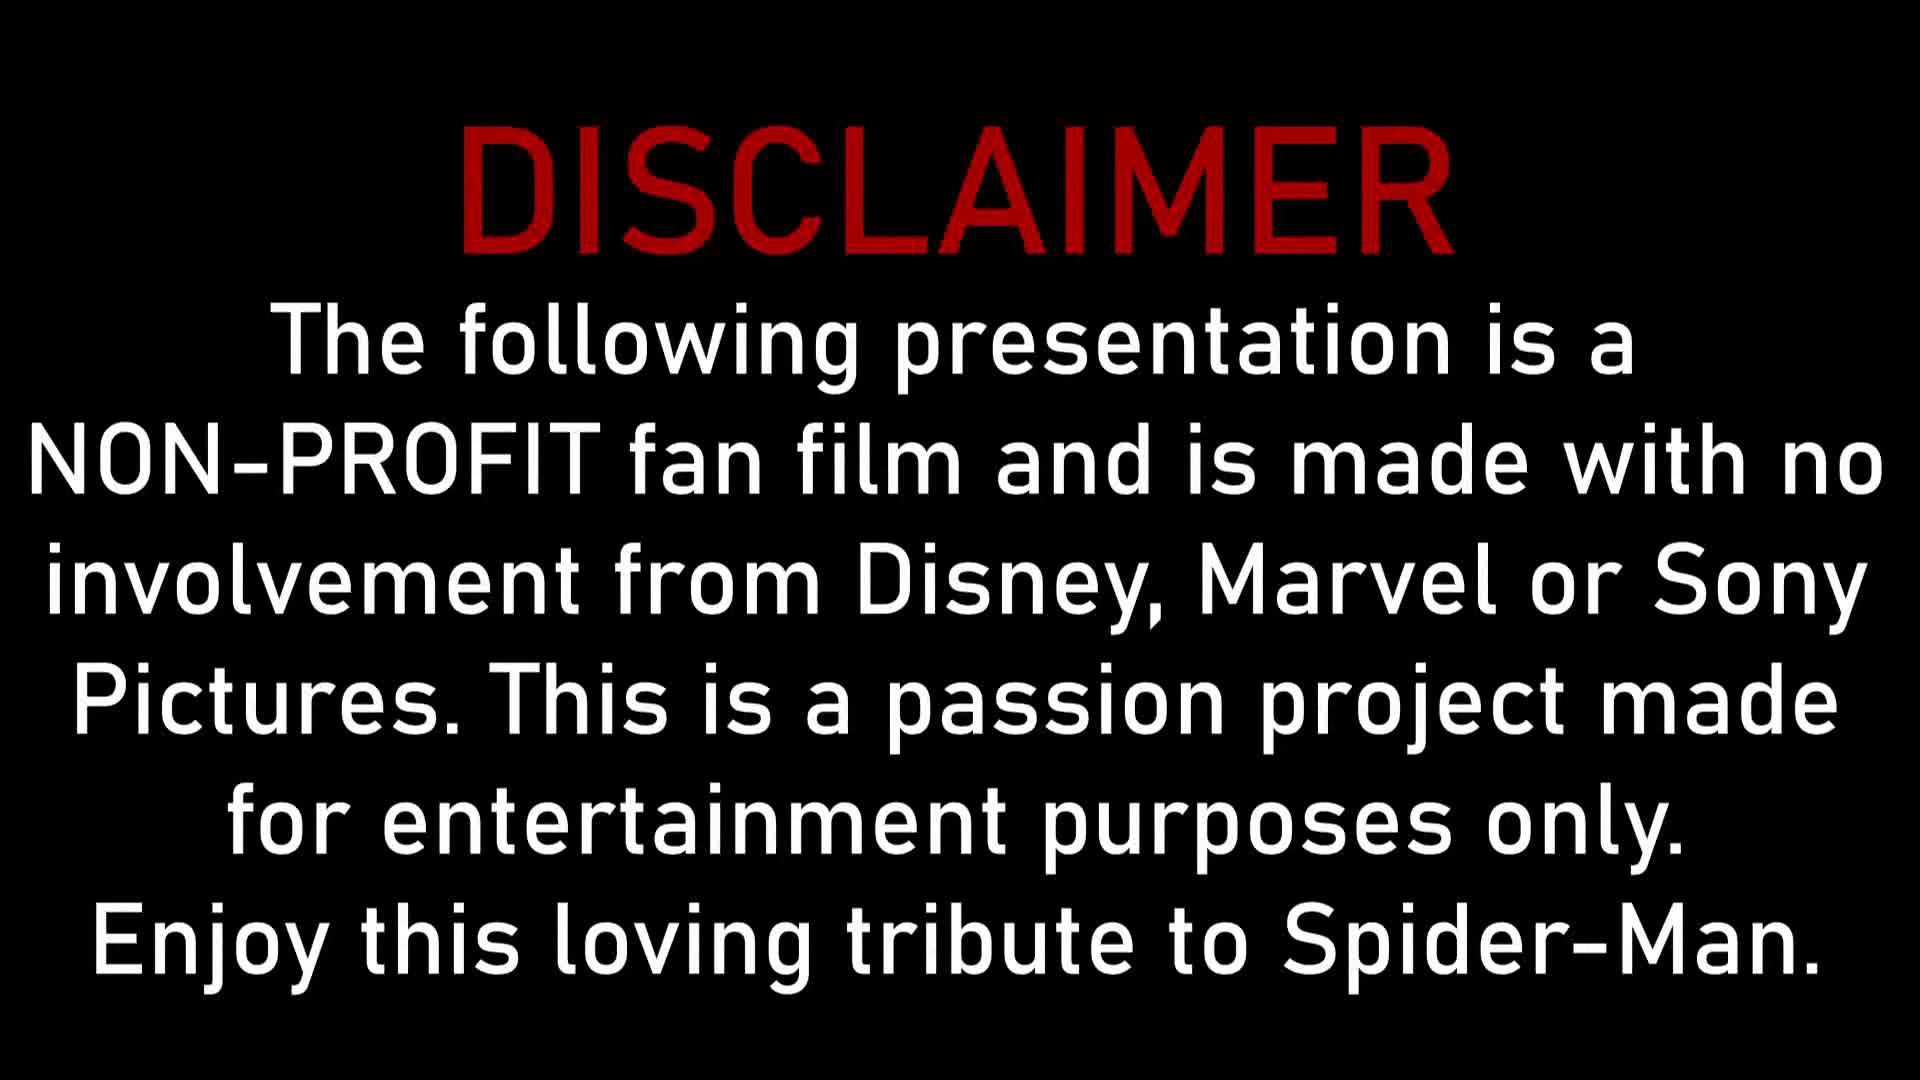 DISCLAIMER
The following presentation is a
NON-PROFIT fan film and is made with no
involvement from Disney, Marvel or Sony
Pictures. This is a passion project made
for entertainment purposes only.
Enjoy this loving tribute to Spider-Man.